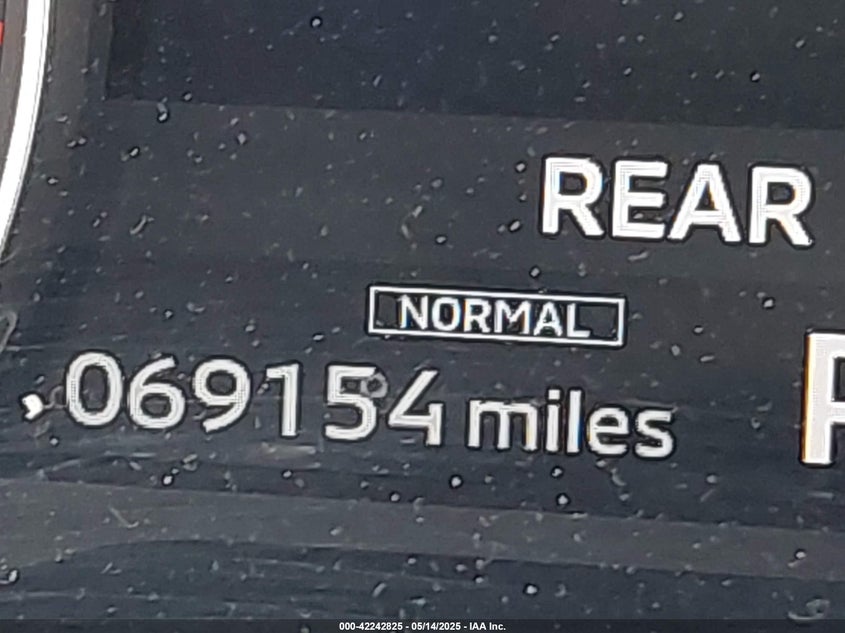 REAR
NORMAL
069154 miles
000-42242825 - 05/14/2025 - IAA Inc.